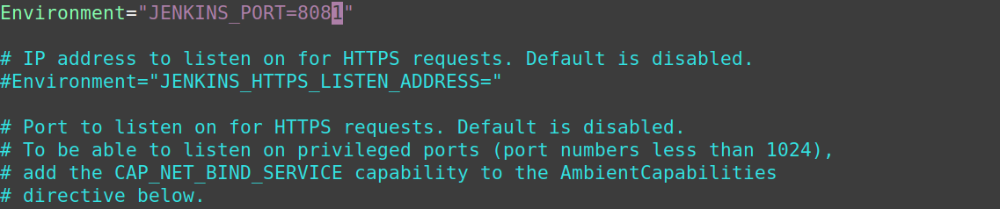 Environment="JENKINS_PORT=8081"
# IP address to listen on for HTTPS requests. Default is disabled.
#Environment="JENKINS_HTTPS_LISTEN_ADDRESS="
# Port to listen on for HTTPS requests. Default is disabled.
# To be able to listen on privileged ports (port numbers less than 1024),
# add the CAP_NET_BIND_SERVICE capability to the AmbientCapabilities
# directive below.